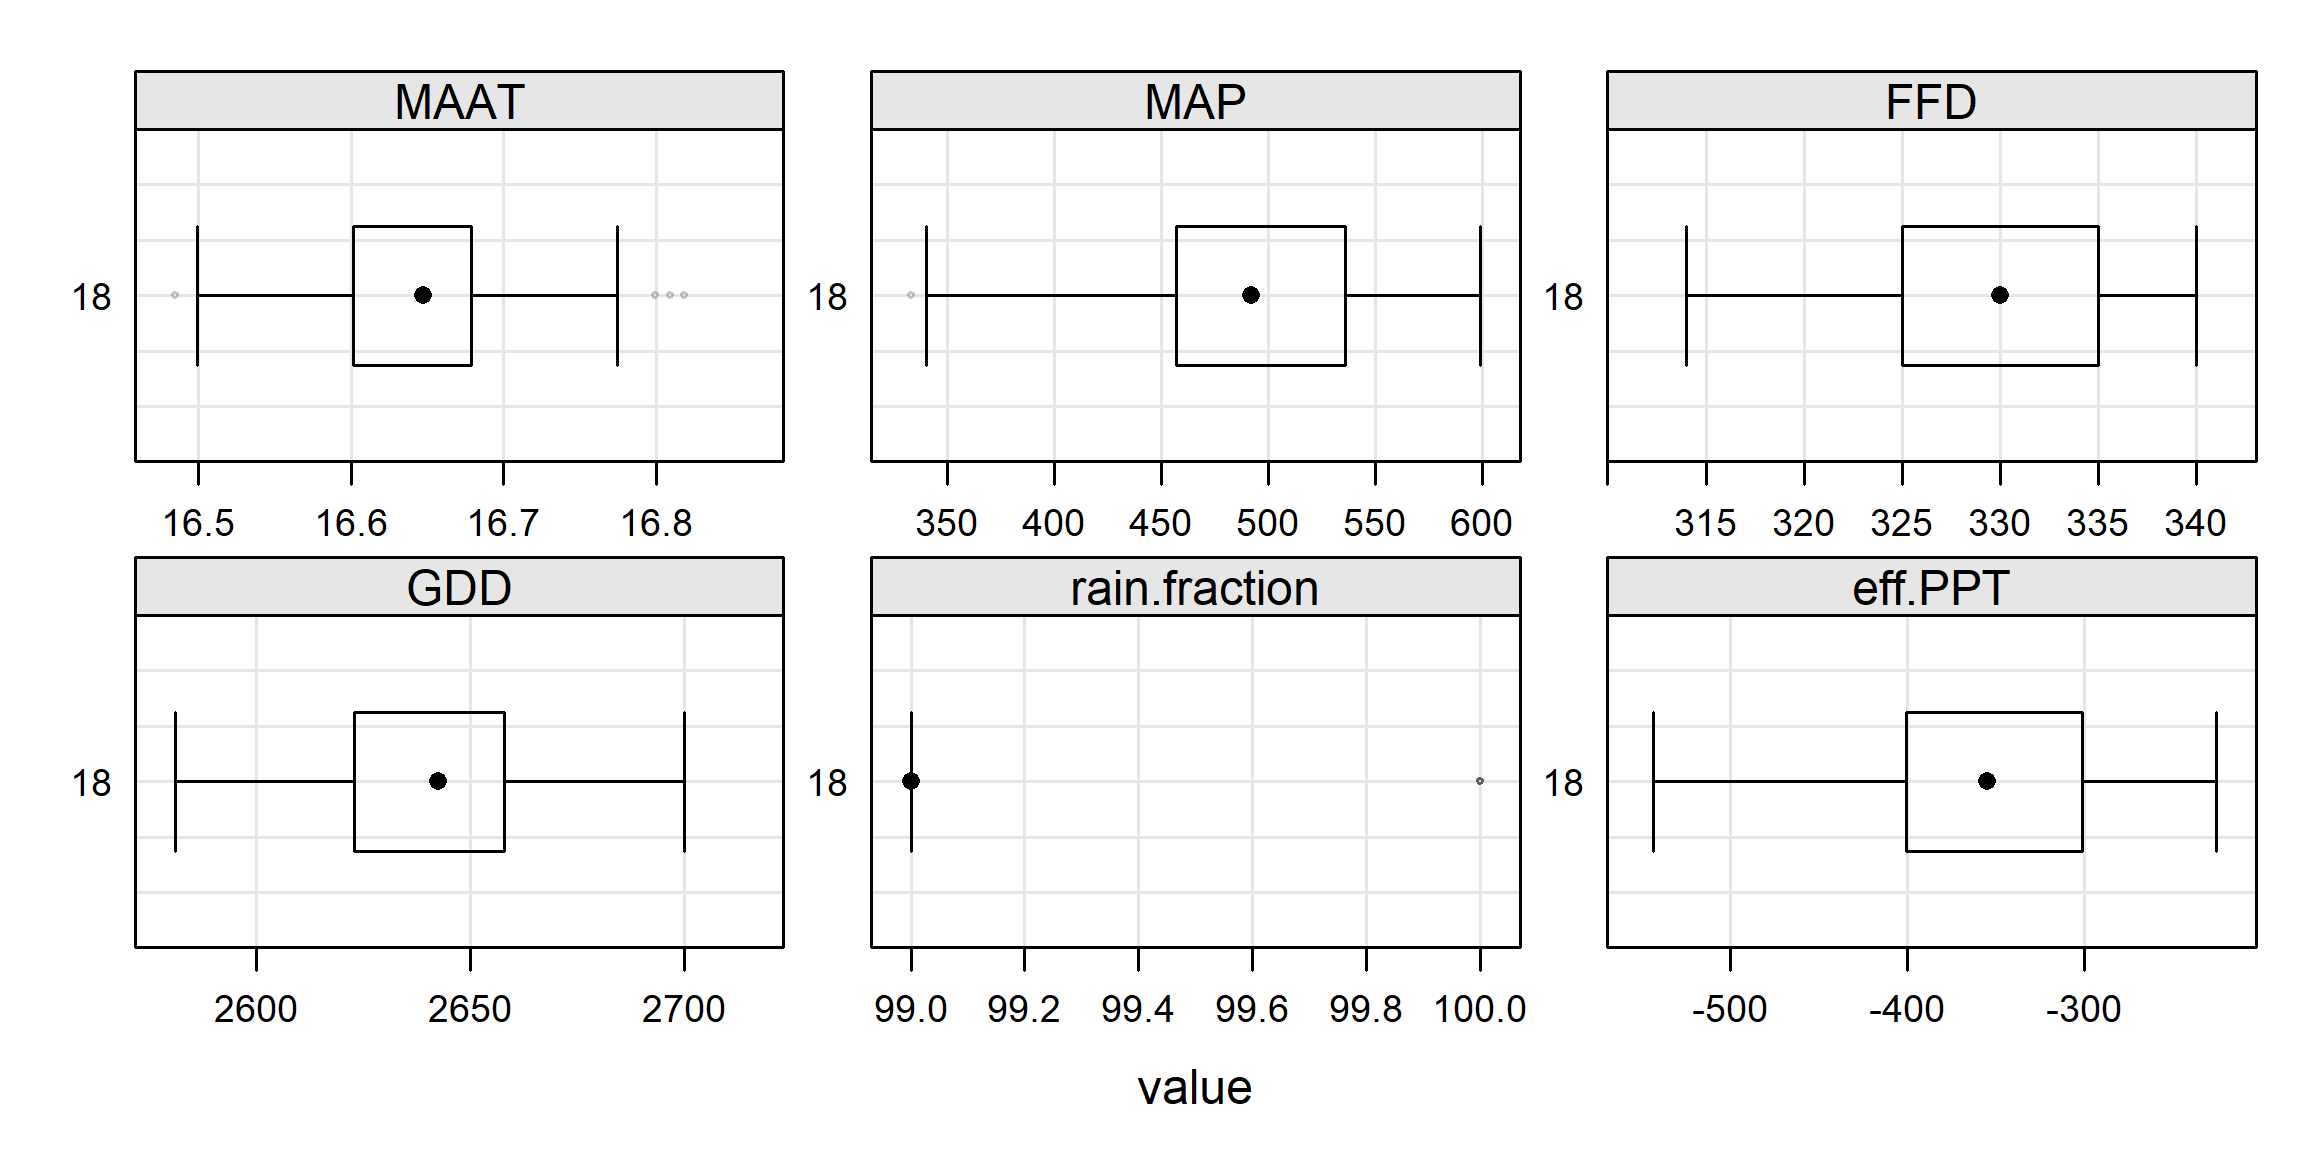 MAAT MAP FFD
18 18 18
16.5 16.6 16.7 16.8 350 400 450 500 550 600 315 320 325 330 335 340
GDD rain.fraction eff.PPT
18 18 18
2600 2650 2700 99.0 99.2 99.4 99.6 99.8 100.0 -500 -400 -300
value